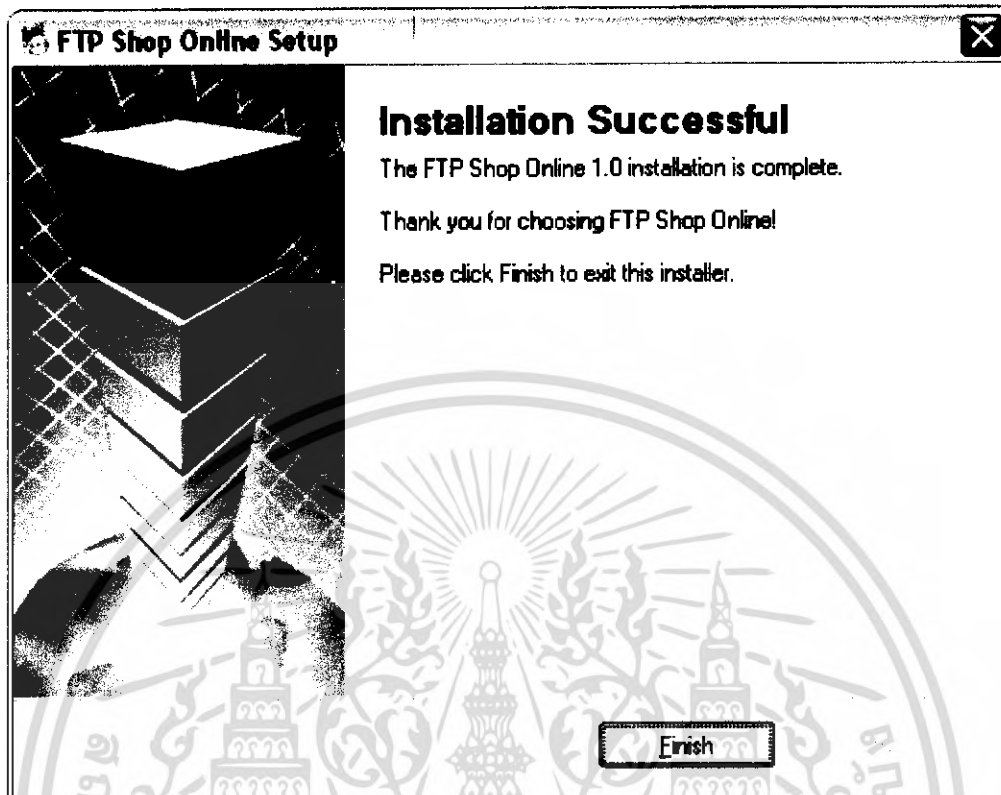 FTP Shop Online Setup
Installation Successful
The FTP Shop Online 1.0 installation is complete.
Thank you for choosing FTP Shop Online!
Please click Finish to exit this installer.
Finish